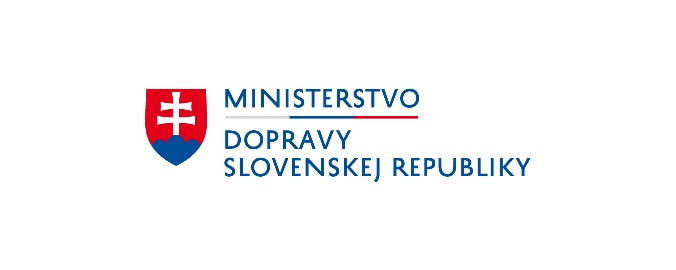 MINISTERSTVO
DOPRAVY
SLOVENSKEJ REPUBLIKY